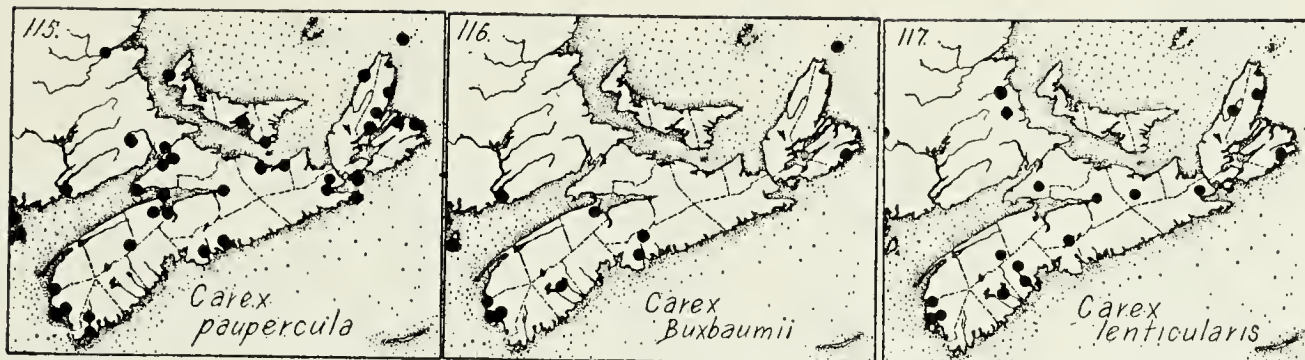 115.
Carex
paupercula
116.
Carex
Buxbaumii
117.
Carex
lenticularis